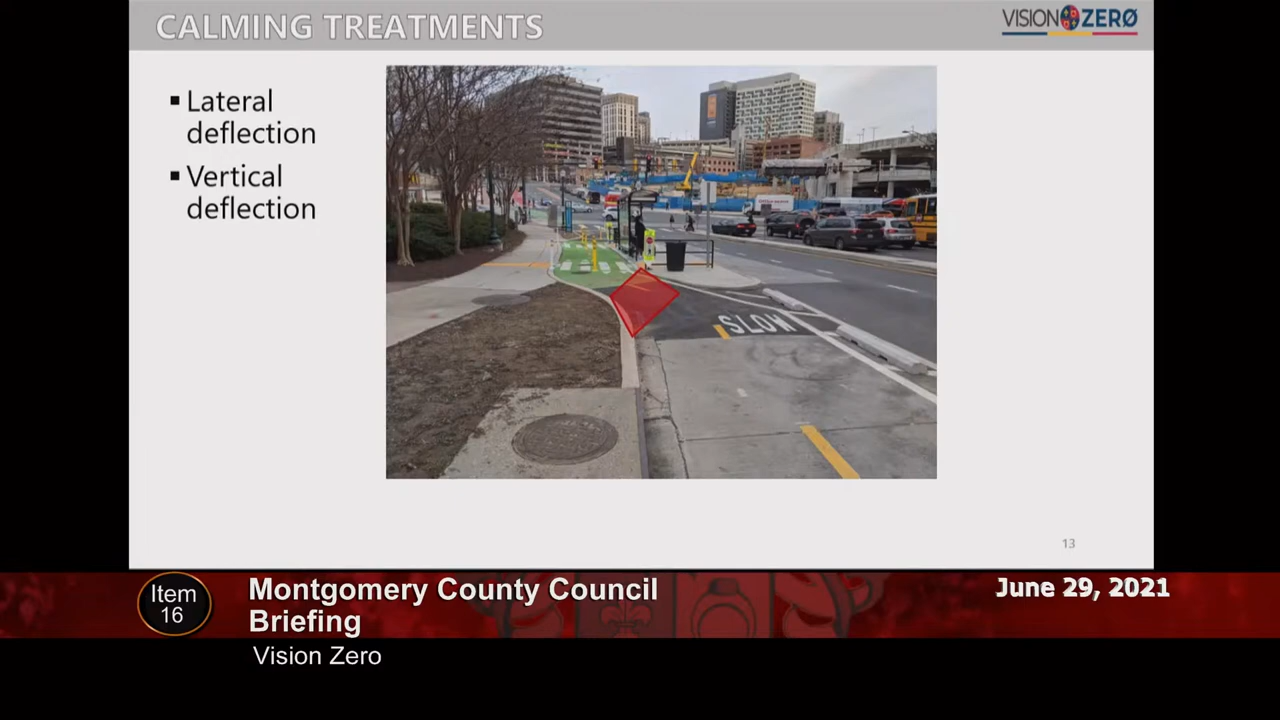 CALMING TREATMENTS
VISION ZERO
Lateral
deflection
Vertical
deflection
SLOW
13
Item
16
Montgomery County Council
Briefing
June 29, 2021
Vision Zero